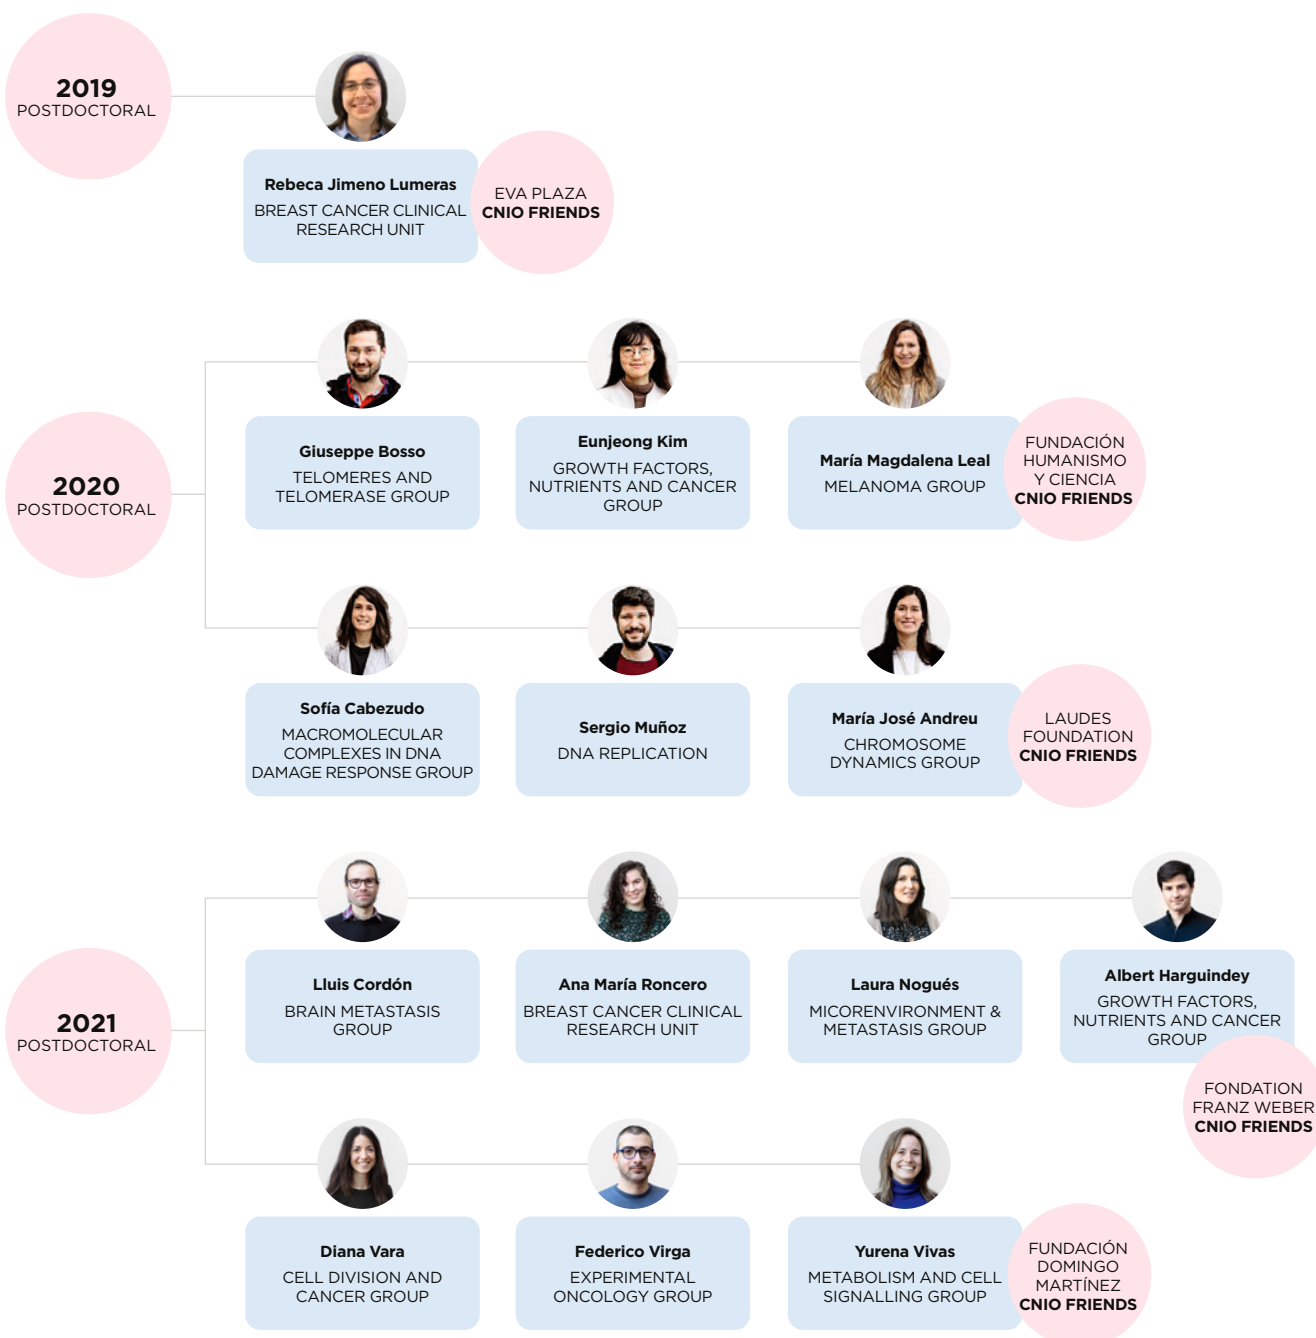 2019
POSTDOCTORAL
Rebeca Jimeno Lumeras
BREAST CANCER CLINICAL
RESEARCH UNIT
EVA PLAZA
CNIO FRIENDS
2020
POSTDOCTORAL
Giuseppe Bosso
TELOMERES AND
TELOMERASE GROUP
Eunjeong Kim
GROWTH FACTORS,
NUTRIENTS AND CANCER
GROUP
María Magdalena Leal
MELANOMA GROUP
FUNDACIÓN
HUMANISMO
Y CIENCIA
CNIO FRIENDS
Sofía Cabezudo
MACROMOLECULAR
COMPLEXES IN DNA
DAMAGE RESPONSE GROUP
Sergio Muñoz
DNA REPLICATION
María José Andreu
CHROMOSOME
DYNAMICS GROUP
LAUDES
FOUNDATION
CNIO FRIENDS
2021
POSTDOCTORAL
Lluis Cordón
BRAIN METASTASIS
GROUP
Ana María Roncero
BREAST CANCER CLINICAL
RESEARCH UNIT
Laura Nogués
MICORENVIRONMENT &
METASTASIS GROUP
Albert Harguindey
GROWTH FACTORS,
NUTRIENTS AND CANCER
GROUP
FONDATION
FRANZ WEBER
CNIO FRIENDS
Diana Vara
CELL DIVISION AND
CANCER GROUP
Federico Virga
EXPERIMENTAL
ONCOLOGY GROUP
Yurena Vivas
METABOLISM AND CELL
SIGNALLING GROUP
FUNDACIÓN
DOMINGO
MARTÍNEZ
CNIO FRIENDS